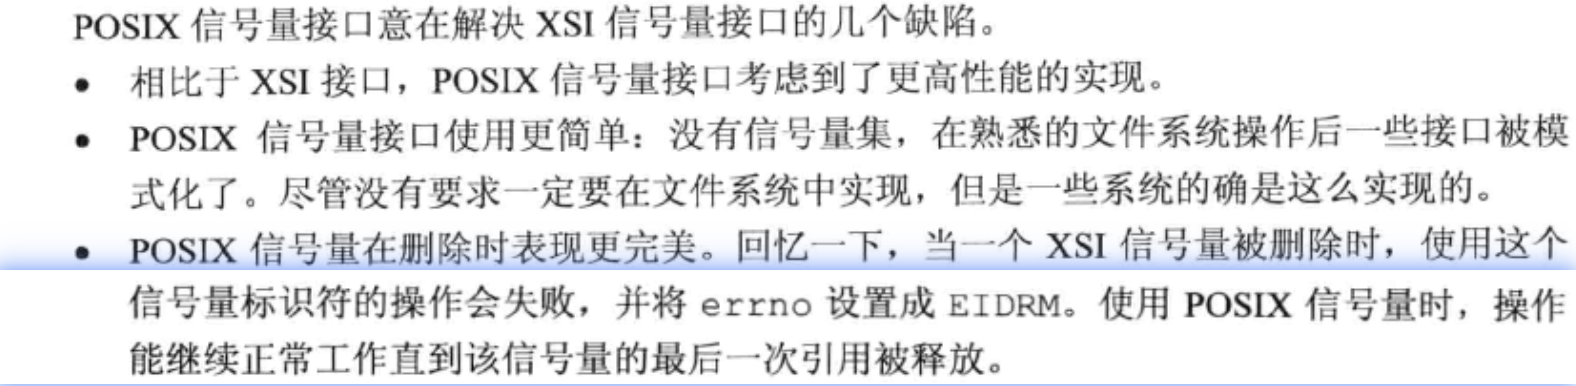 POSIX 信号量接口意在解决 XSI 信号量接口的几个缺陷。
• 相比于 XSI 接口，POSIX 信号量接口考虑到了更高性能的实现。
• POSIX 信号量接口使用更简单：没有信号量集，在熟悉的文件系统操作后一些接口被模
式化了。尽管没有要求一定要在文件系统中实现，但是一些系统的确是这么实现的。
• POSIX 信号量在删除时表现更完美。回忆一下，当一个 XSI 信号量被删除时，使用这个
信号量标识符的操作会失败，并将 errno 设置成 EIDRM。使用 POSIX 信号量时，操作
能继续正常工作直到该信号量的最后一次引用被释放。